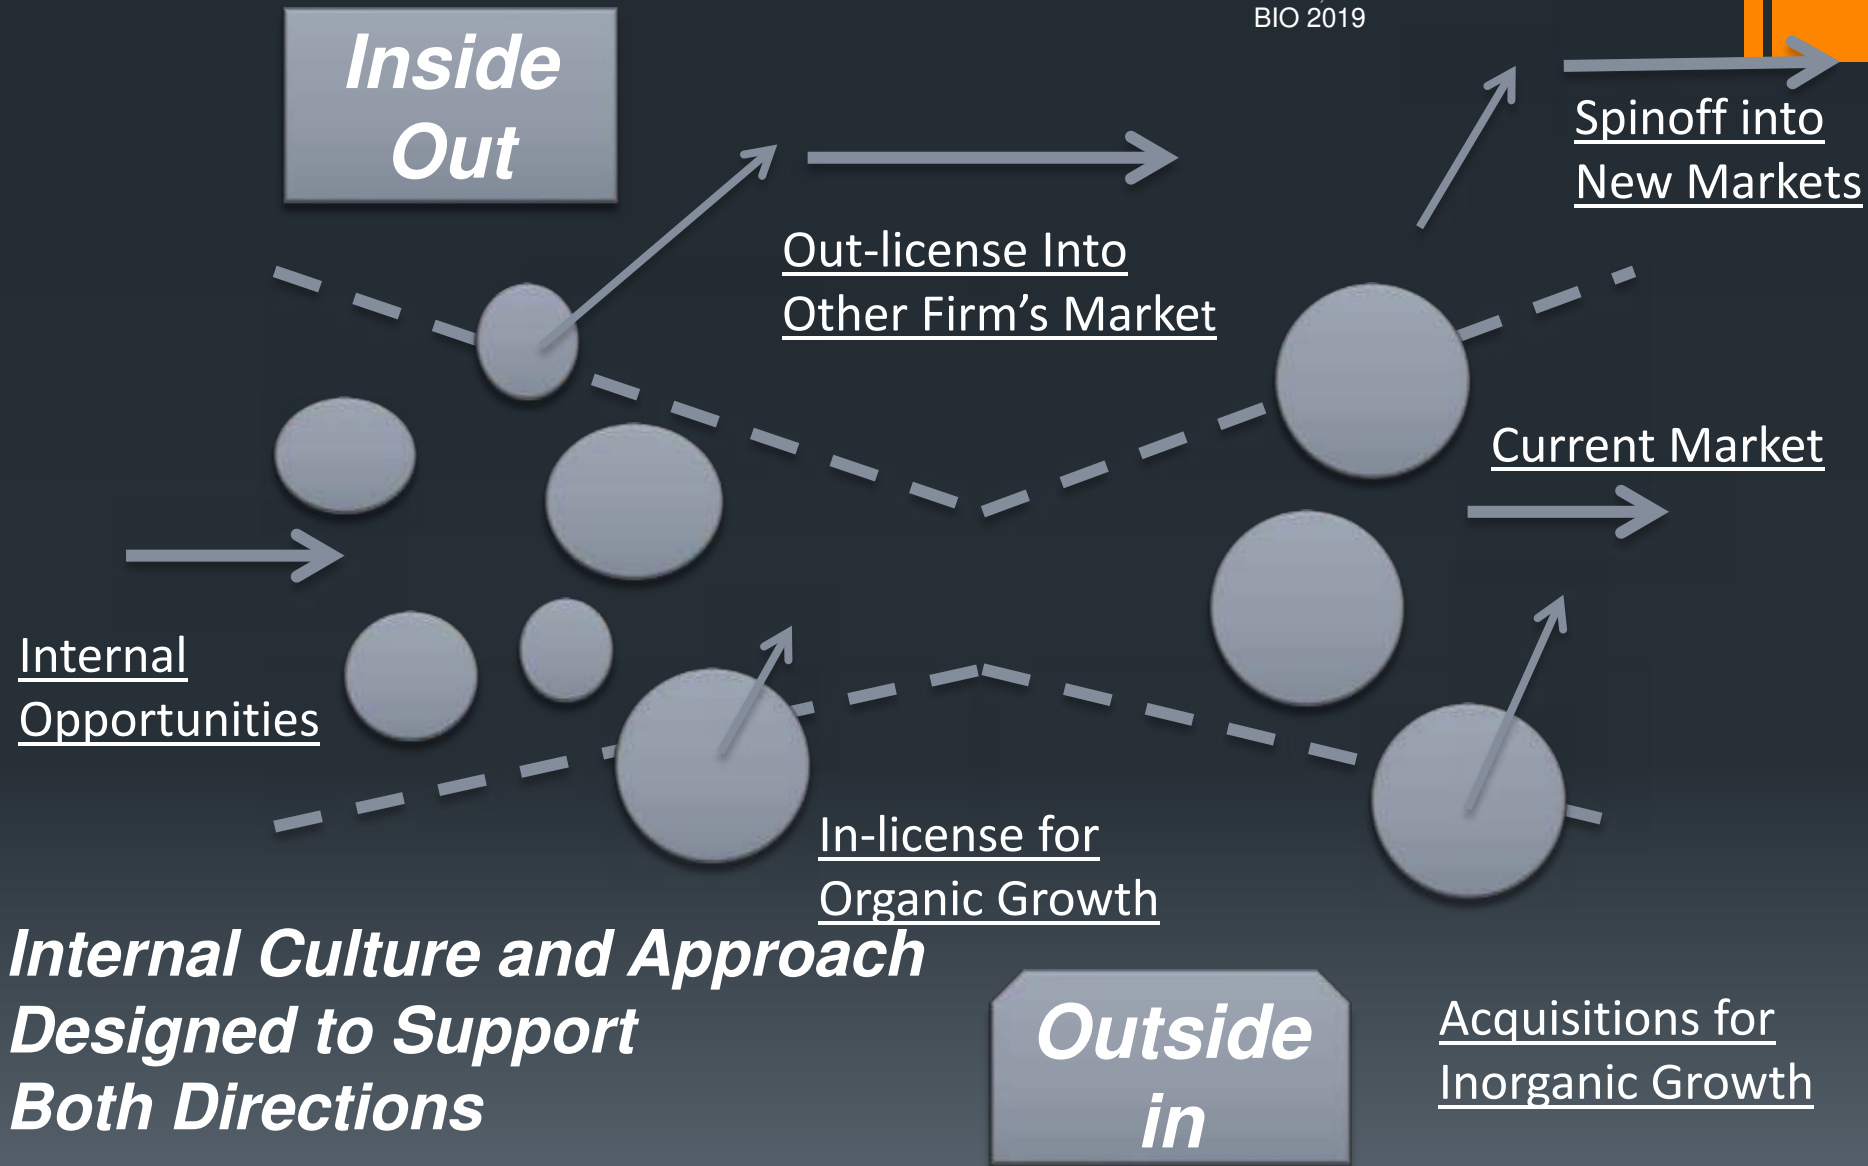 BIO 2019
Inside
Out
Spinoff into
New Markets
Out-license Into
Other Firm’s Market
Current Market
Internal
Opportunities
In-license for
Organic Growth
Internal Culture and Approach
Designed to Support
Both Directions
Outside
in
Acquisitions for
Inorganic Growth